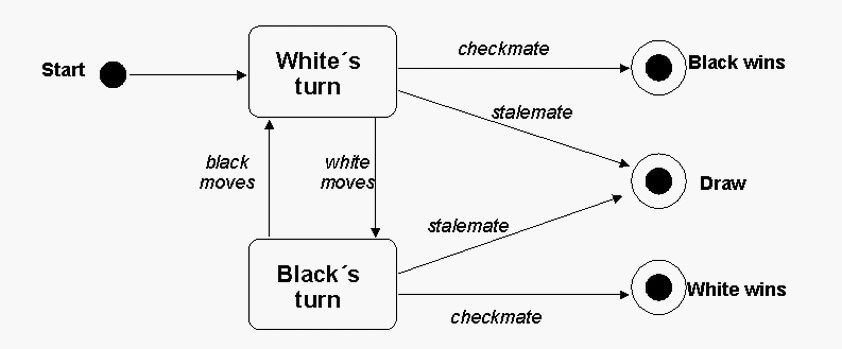 Start
White´s
turn
checkmate
Black wins
stalemate
black
moves
white
moves
Draw
stalemate
Black´s
turn
White wins
checkmate